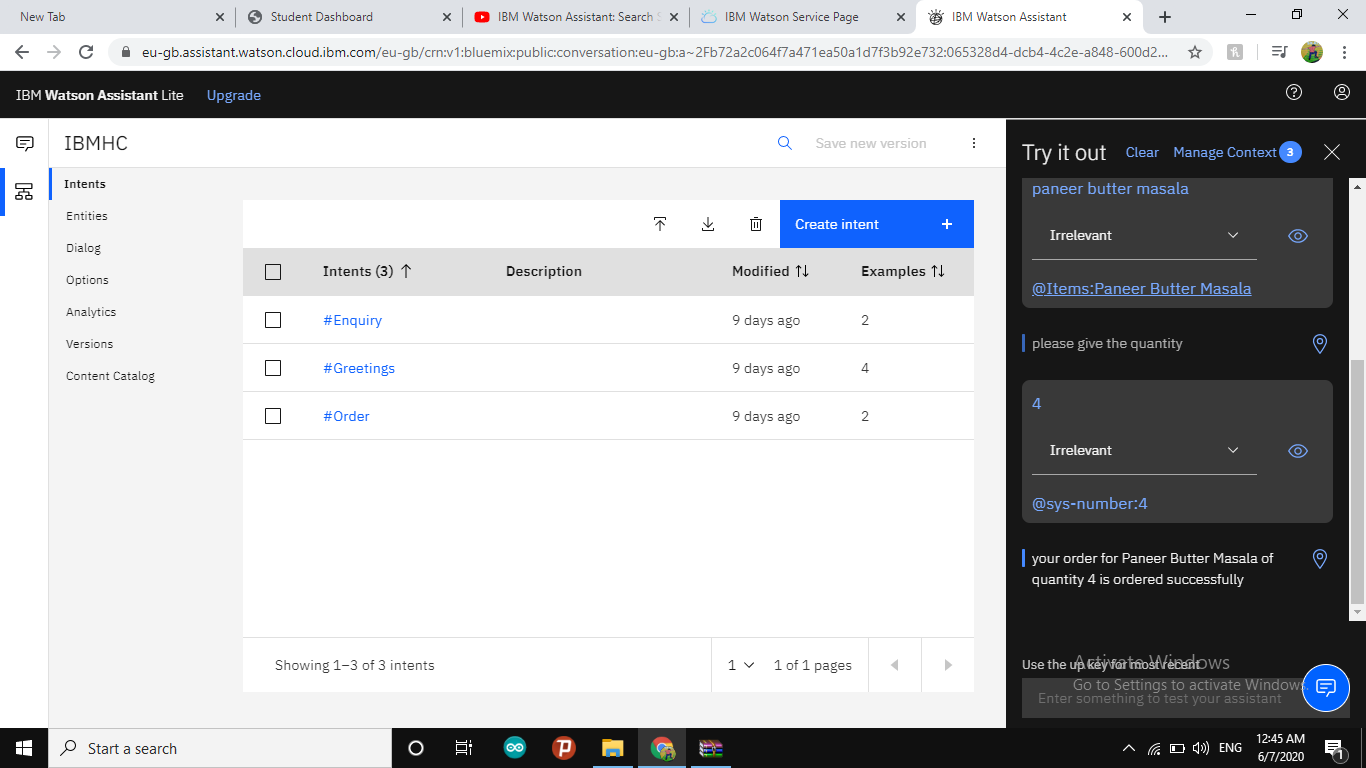 New Tab
Student Dashboard
IBM Watson Assistant: Search S
IBM Watson Service Page
IBM Watson Assistant
eu-gb.assistant.watson.cloud.ibm.com/eu-gb/crn:v1:bluemix:public:conversation:eu-gb:a~2Fb72a2c064f7a471ea50a1d7f3b92e732:065328d4-dcb4-4c2e-a848-600d2...
IBM Watson Assistant Lite Upgrade
IBMHC
Save new version
Intents
Entities
Dialog
Options
Analytics
Versions
Content Catalog
Create intent +
Intents (3) Description Modified Examples
#Enquiry 9 days ago 2
#Greetings 9 days ago 4
#Order 9 days ago 2
Showing 1–3 of 3 intents
1 1 of 1 pages
Try it out Clear Manage Context 3
paneer butter masala
Irrelevant
@Items:Paneer Butter Masala
please give the quantity
4
Irrelevant
@sys-number:4
your order for Paneer Butter Masala of
quantity 4 is ordered successfully
Use the up key for most recent
Activate Windows
Go to Settings to activate Windows.
Enter something to test your assistant
Start a search
ENG
12:45 AM
6/7/2020
1